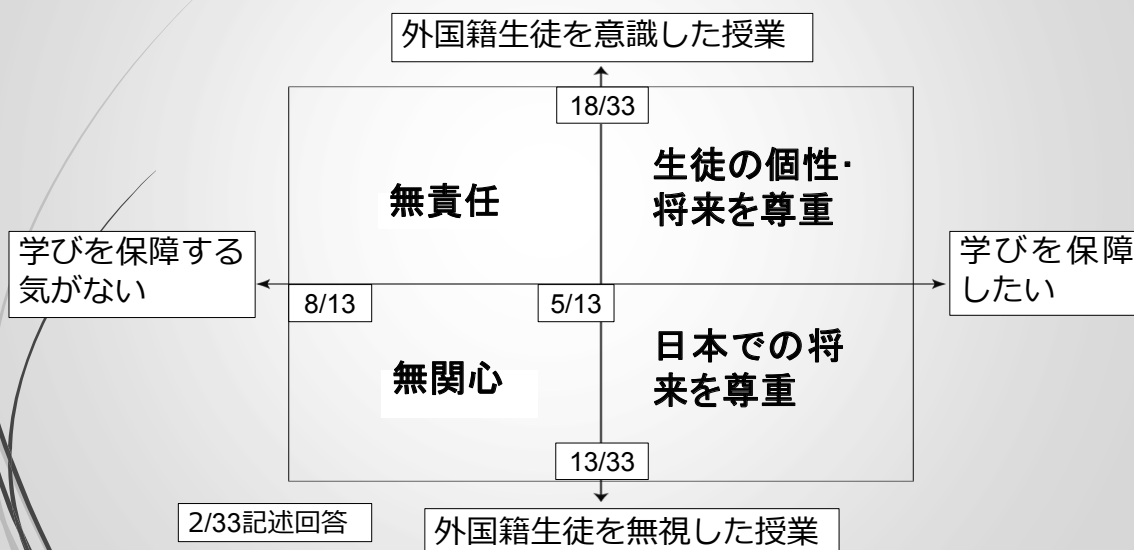 外国籍生徒を意識した授業
18/33
生徒の個性・
将来を尊重
無責任
学びを保障する
気がない
学びを保障
したい
8/13
5/13
日本での将
来を尊重
無関心
13/33
2/33記述回答
外国籍生徒を無視した授業